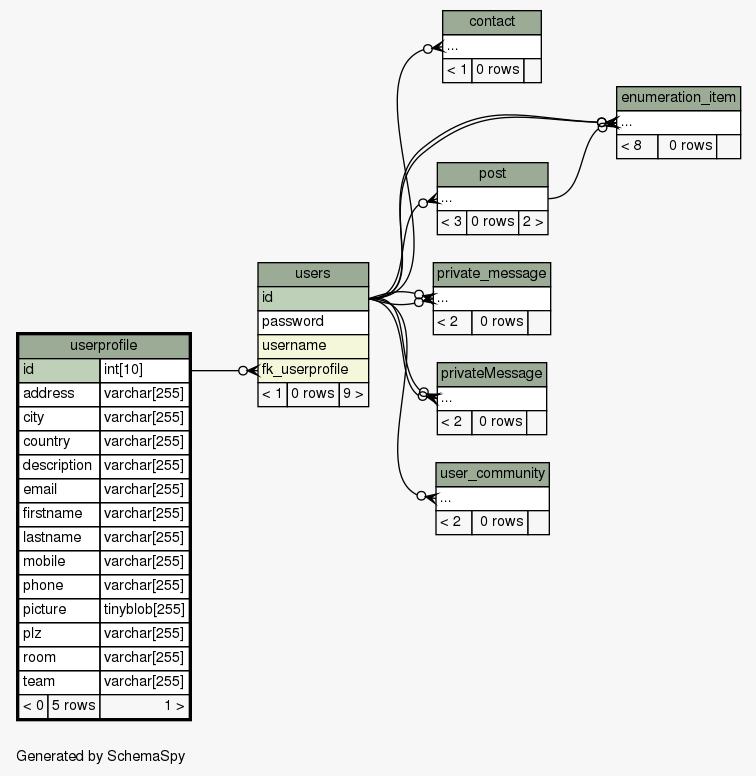 contact
...
< 1 0 rows
enumeration_item
...
< 8 0 rows
post
...
< 3 0 rows 2 >
users
id
password
username
fk_userprofile
< 1 0 rows 9 >
private_message
...
< 2 0 rows
privateMessage
...
< 2 0 rows
user_community
...
< 2 0 rows
userprofile
id int[10]
address varchar[255]
city varchar[255]
country varchar[255]
description varchar[255]
email varchar[255]
firstname varchar[255]
lastname varchar[255]
mobile varchar[255]
phone varchar[255]
picture tinyblob[255]
plz varchar[255]
room varchar[255]
team varchar[255]
< 0 5 rows 1 >
Generated by SchemaSpy